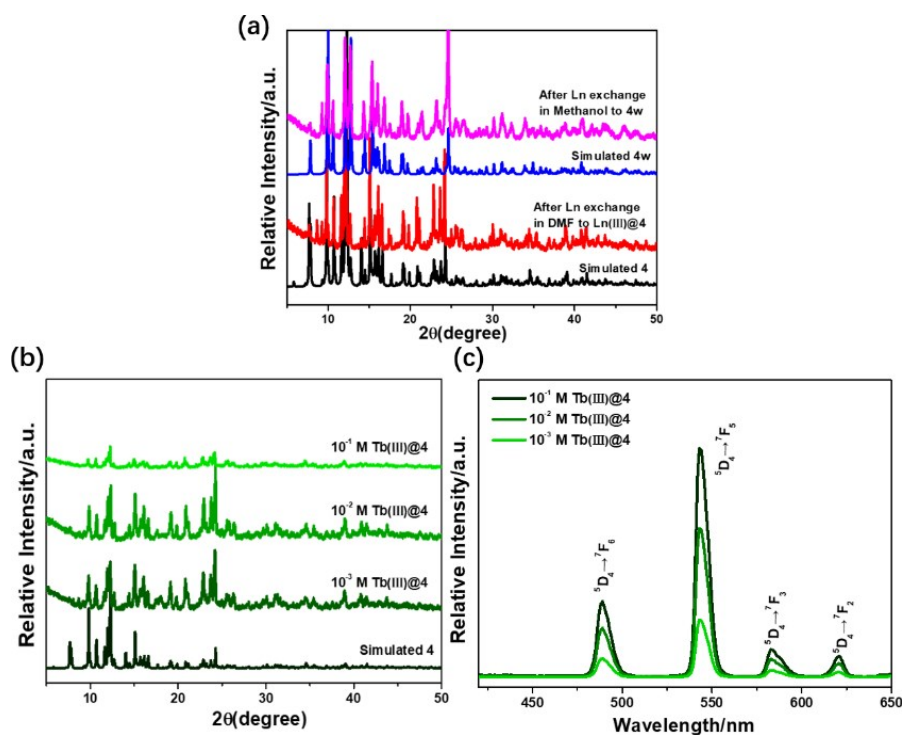 (a)
Relative Intensity/a.u.
After Ln exchange
in Methanol to 4w
Simulated 4w
After Ln exchange
in DMF to Ln(III)@4
Simulated 4
10 20 30 40 50
2θ(degree)
(b)
Relative Intensity/a.u.
10⁻¹ M Tb(III)@4
10⁻² M Tb(III)@4
10⁻³ M Tb(III)@4
Simulated 4
10 20 30 40 50
2θ(degree)
(c)
Relative Intensity/a.u.
10⁻¹ M Tb(III)@4
10⁻² M Tb(III)@4
10⁻³ M Tb(III)@4
⁵D₄→⁷F₆
⁵D₄→⁷F₅
⁵D₄→⁷F₃
⁵D₄→⁷F₂
450 500 550 600 650
Wavelength/nm